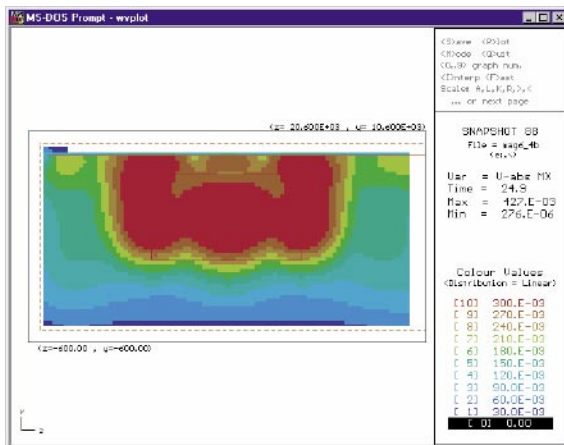 MS-DOS Prompt - wvplot
<S>ave <P>lot
<M>ode <Q>uit
<0..9> graph num.
<I>nterp <F>ast
Scale: A,L,K,R,>,<
... or next page
(z= 20.600E+03 , y= 10.600E+03)
SNAPSHOT 88
File = mage_4b
Var = V-abs MX
Time = 24.9
Max = 427.E-03
Min = 276.E-06
Colour Values
<Distribution = Linear>
[10] 300.E-03
[ 9] 270.E-03
[ 8] 240.E-03
[ 7] 210.E-03
[ 6] 180.E-03
[ 5] 150.E-03
[ 4] 120.E-03
[ 3] 90.0E-03
[ 2] 60.0E-03
[ 1] 30.0E-03
[ 0] 0.00
(z=-600.00 , y=-600.00)
y
z